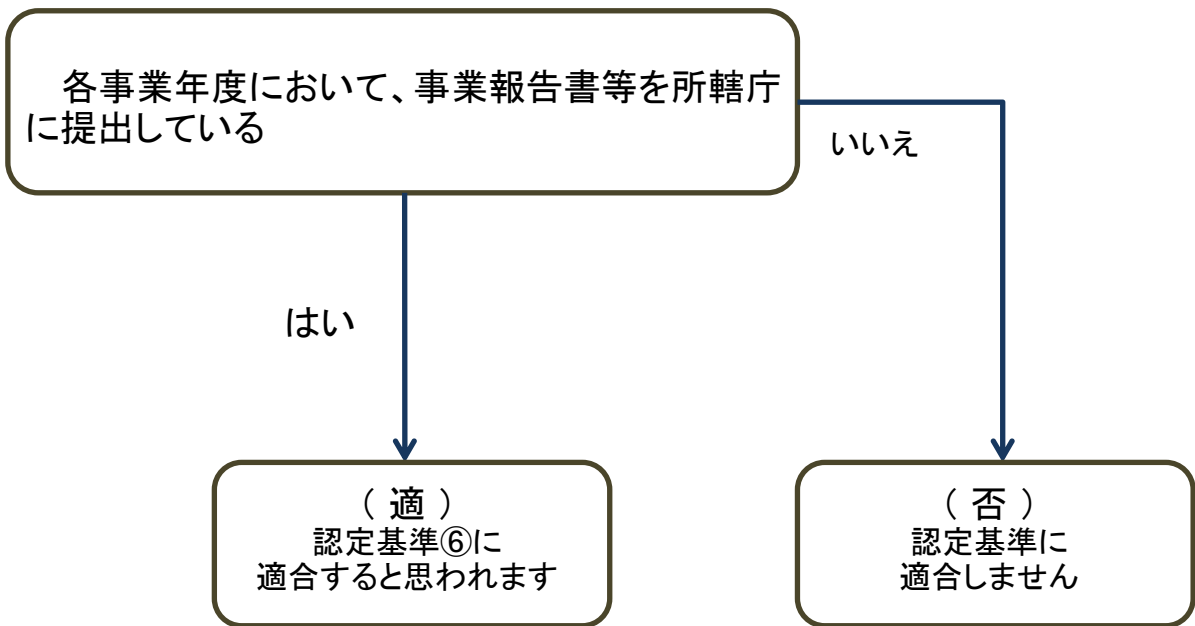 各事業年度において、事業報告書等を所轄庁
に提出している
いいえ
はい
（ 適 ）
認定基準⑥に
適合すると思われます
（ 否 ）
認定基準に
適合しません